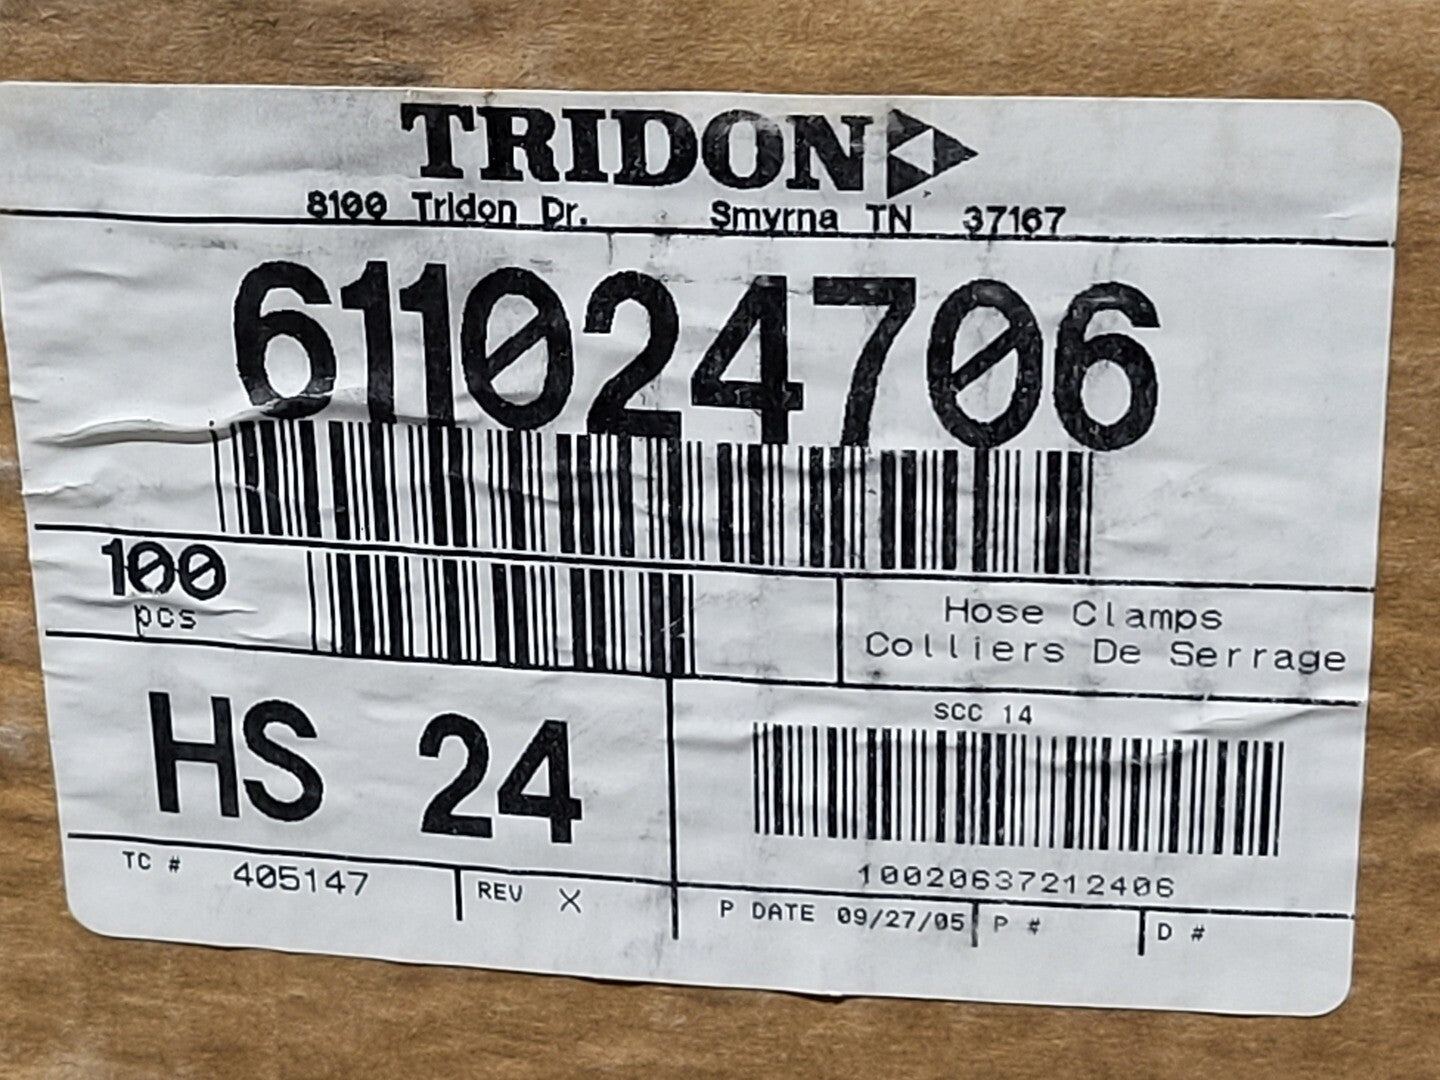 TRIDON
8100 Tridon Dr. Smyrna TN 37167
611024706
100
pcs
Hose Clamps
Colliers De Serrage
HS 24
SCC 14
10020637212406
TC # 405147
REV X
P DATE 09/27/05
P #
D #